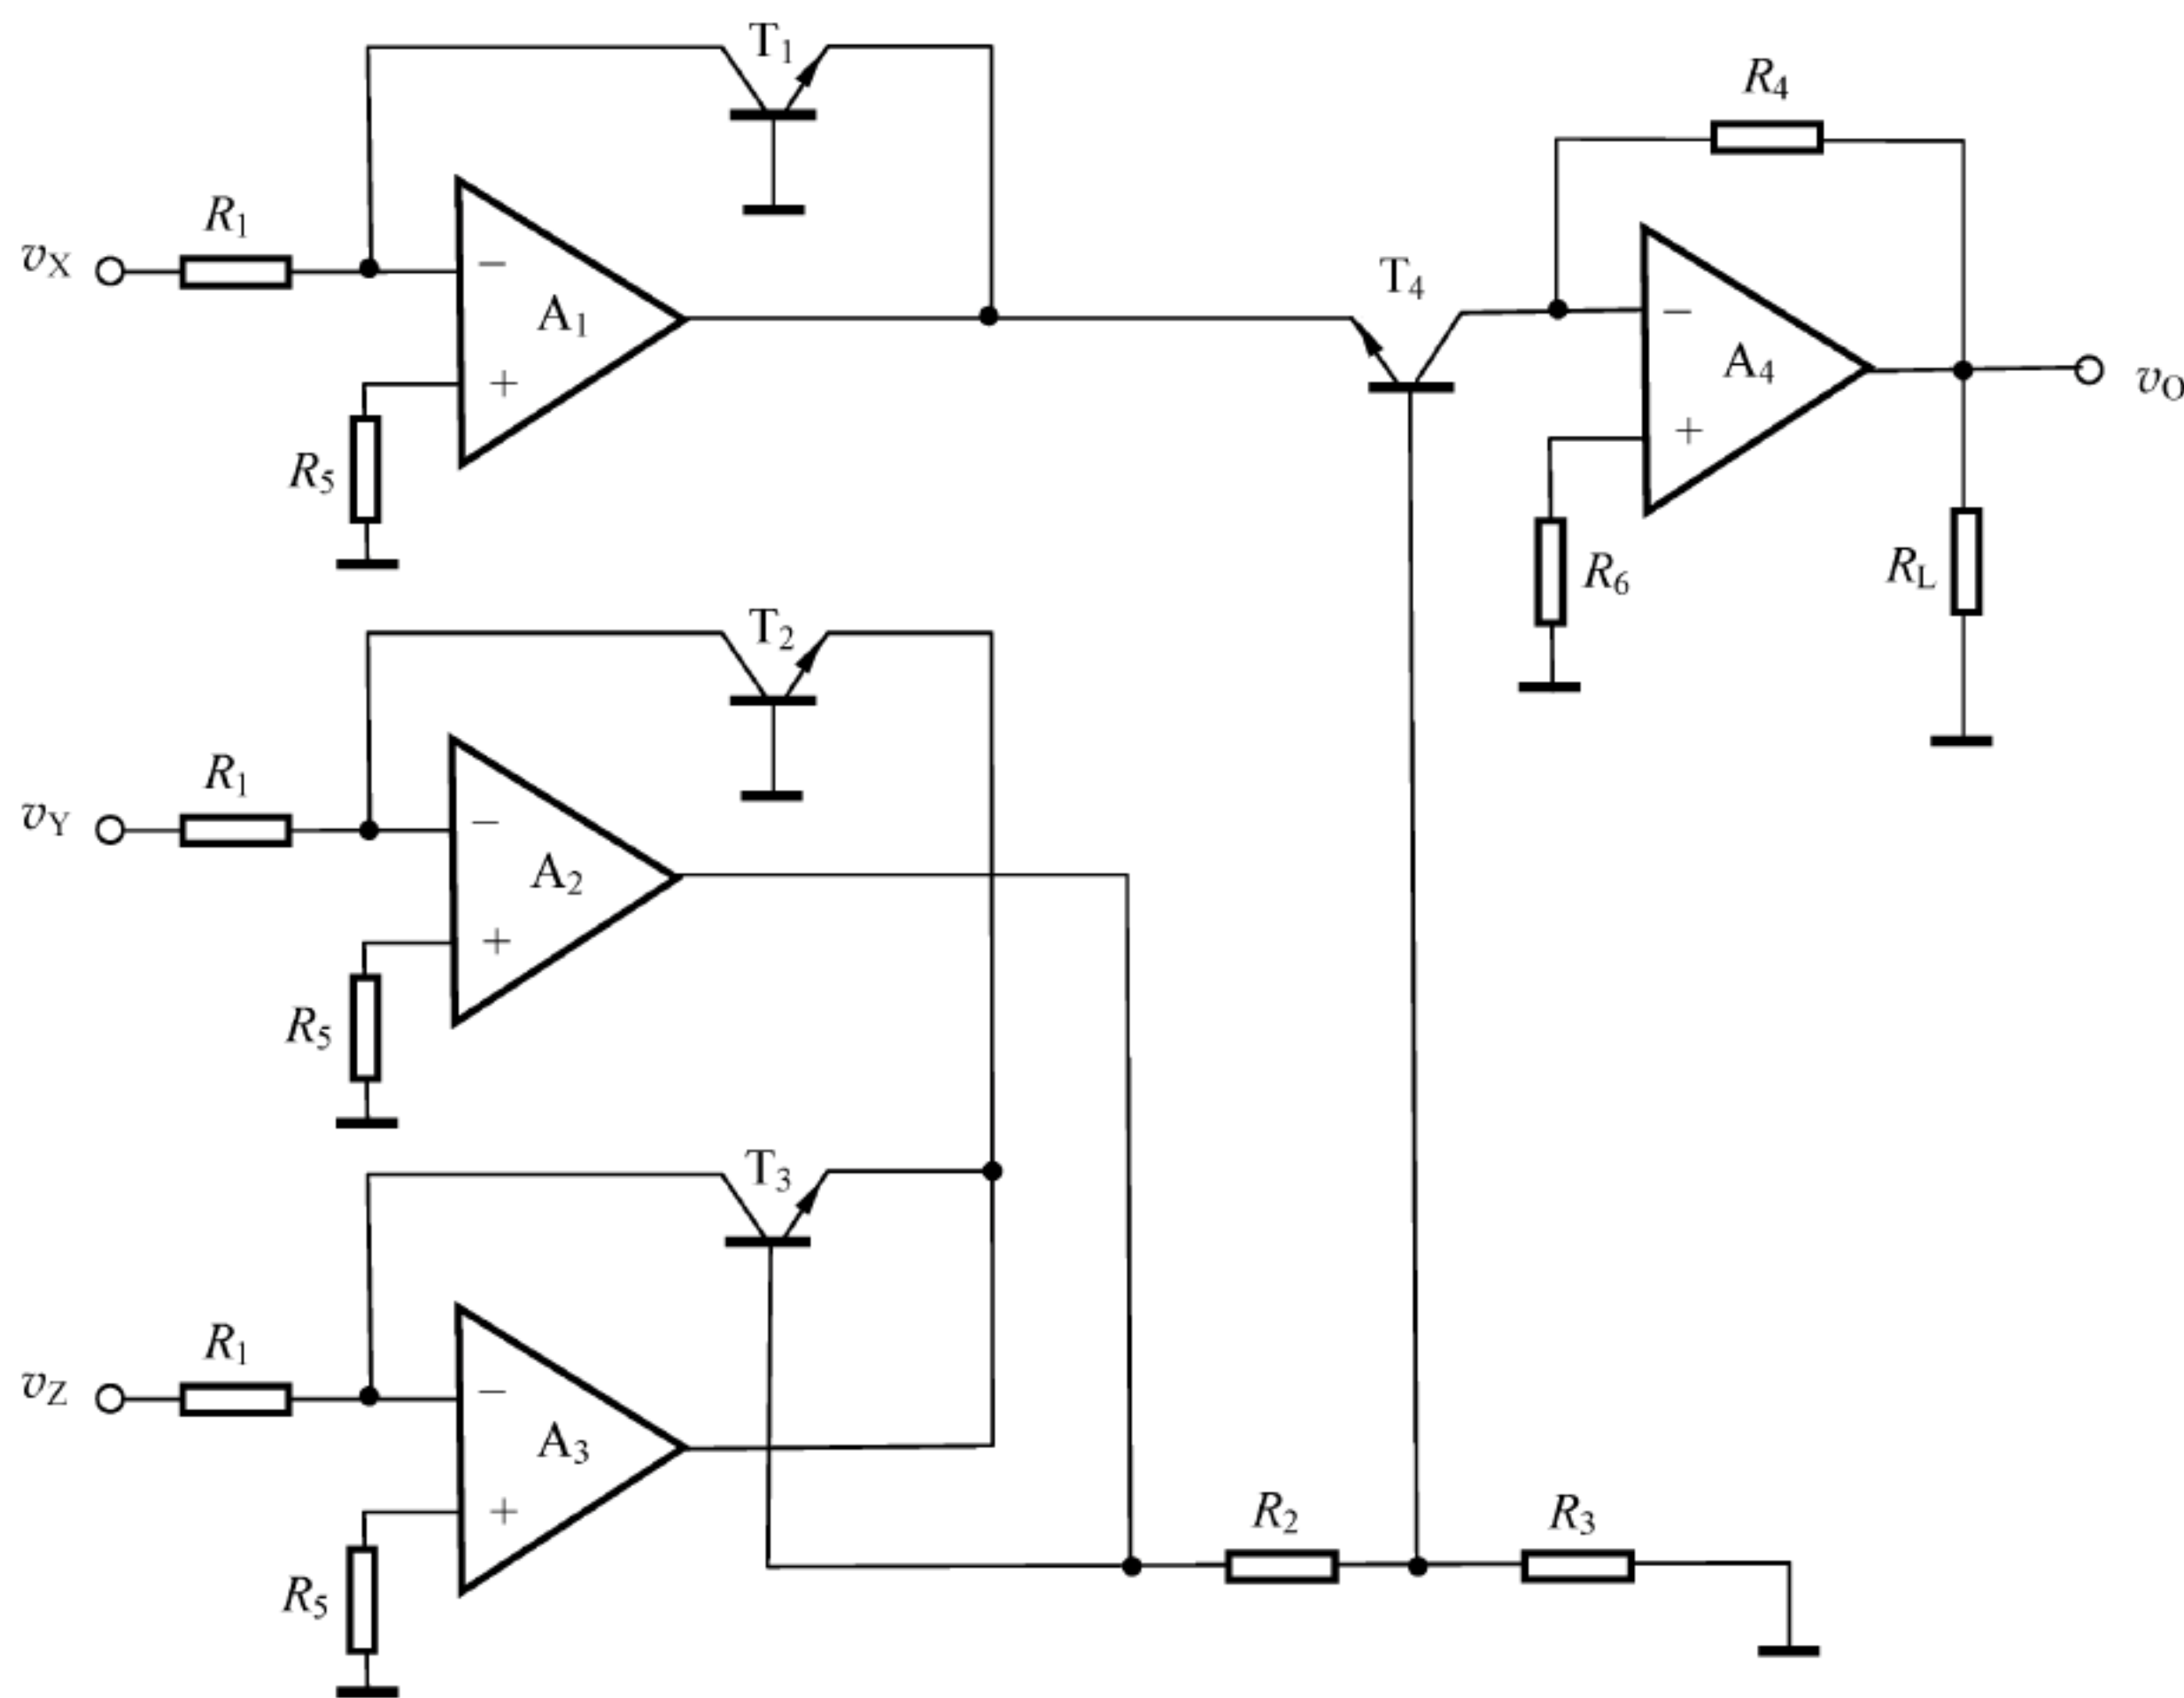 T₁
R₄
R₁
vX
−
A₁
+
R₅
T₄
−
A₄
+
vO
R₆
RL
T₂
R₁
vY
−
A₂
+
R₅
T₃
R₁
vZ
−
A₃
+
R₅
R₂
R₃